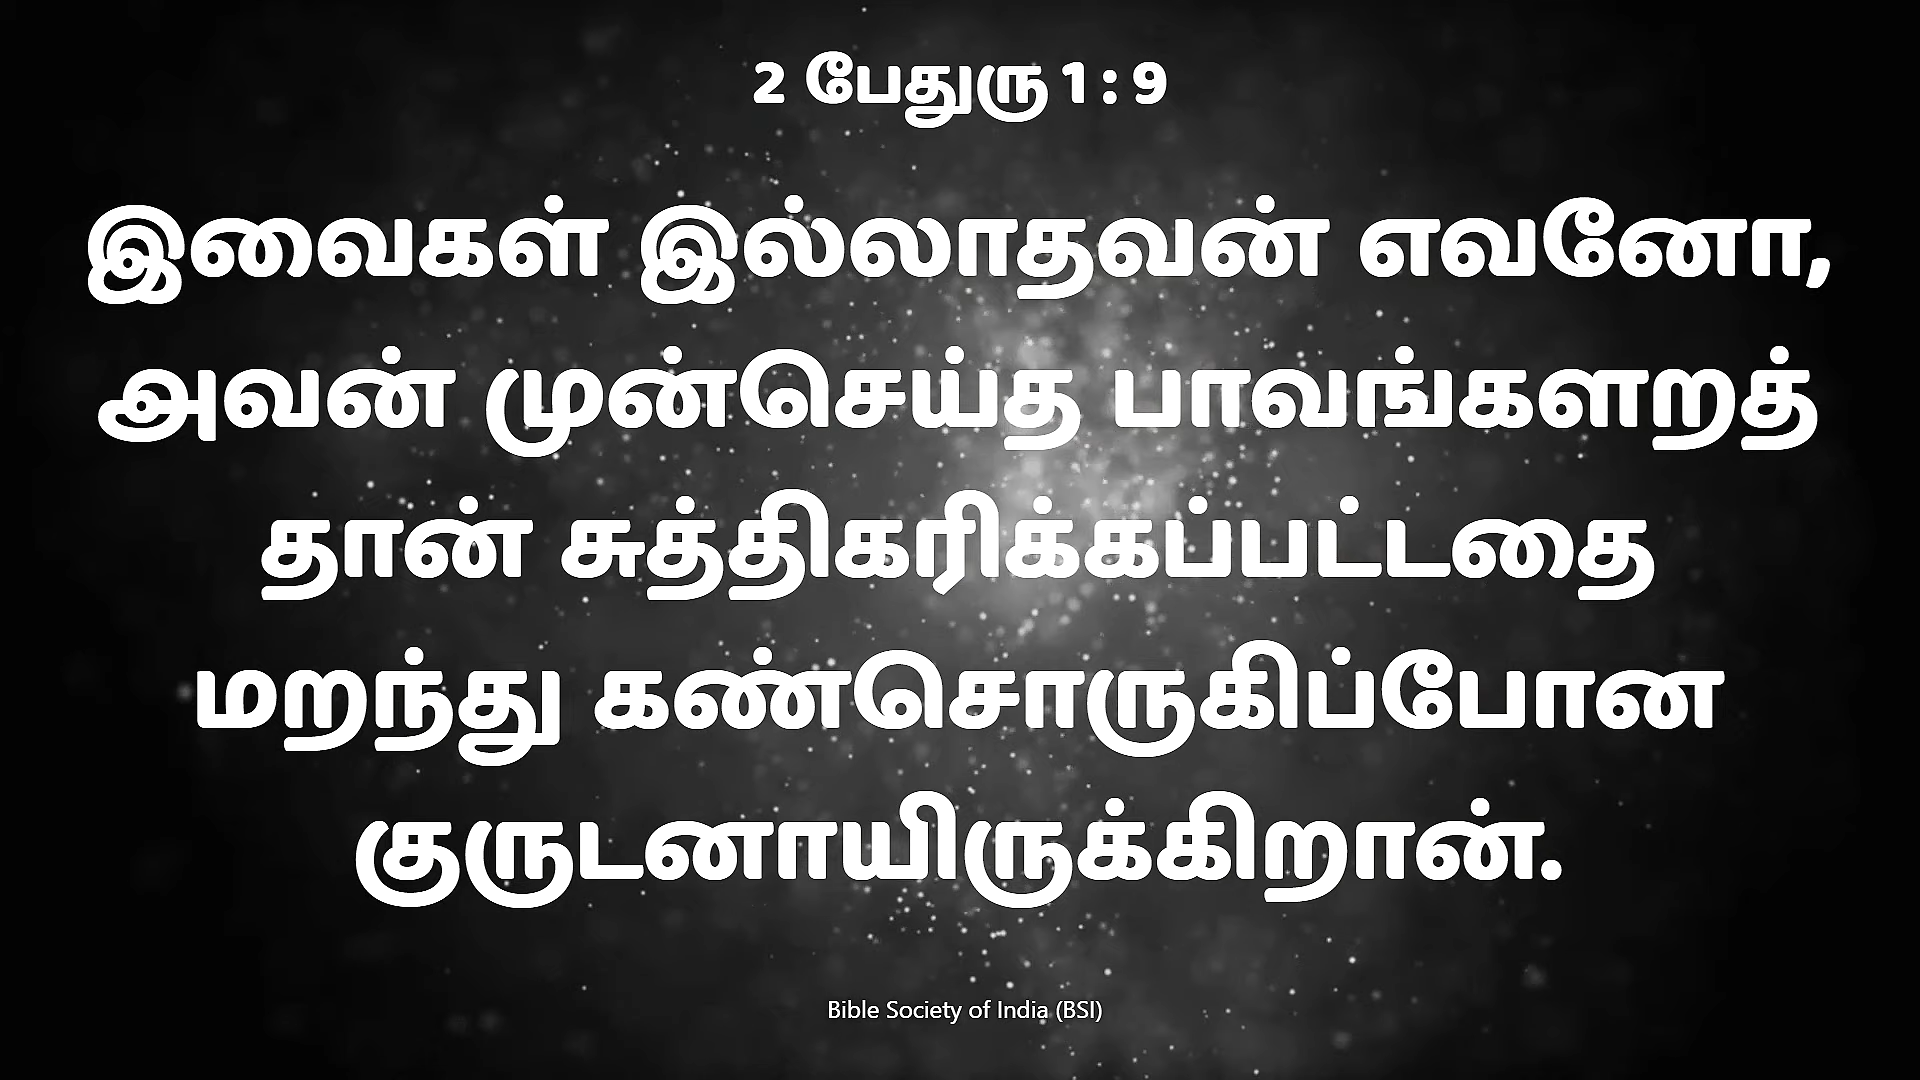 2 பேதுரு 1 : 9
இவைகள் இல்லாதவன் எவனோ,
அவன் முன்செய்த பாவங்களறத்
தான் சுத்திகரிக்கப்பட்டதை
மறந்து கண்சொருகிப்போன
குருடனாயிருக்கிறான்.
Bible Society of India (BSI)